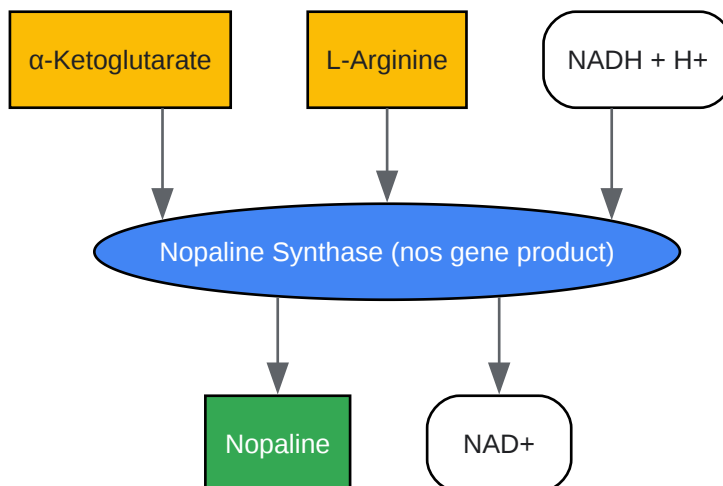 α-Ketoglutarate
L-Arginine
NADH + H+
Nopaline Synthase (nos gene product)
Nopaline
NAD+